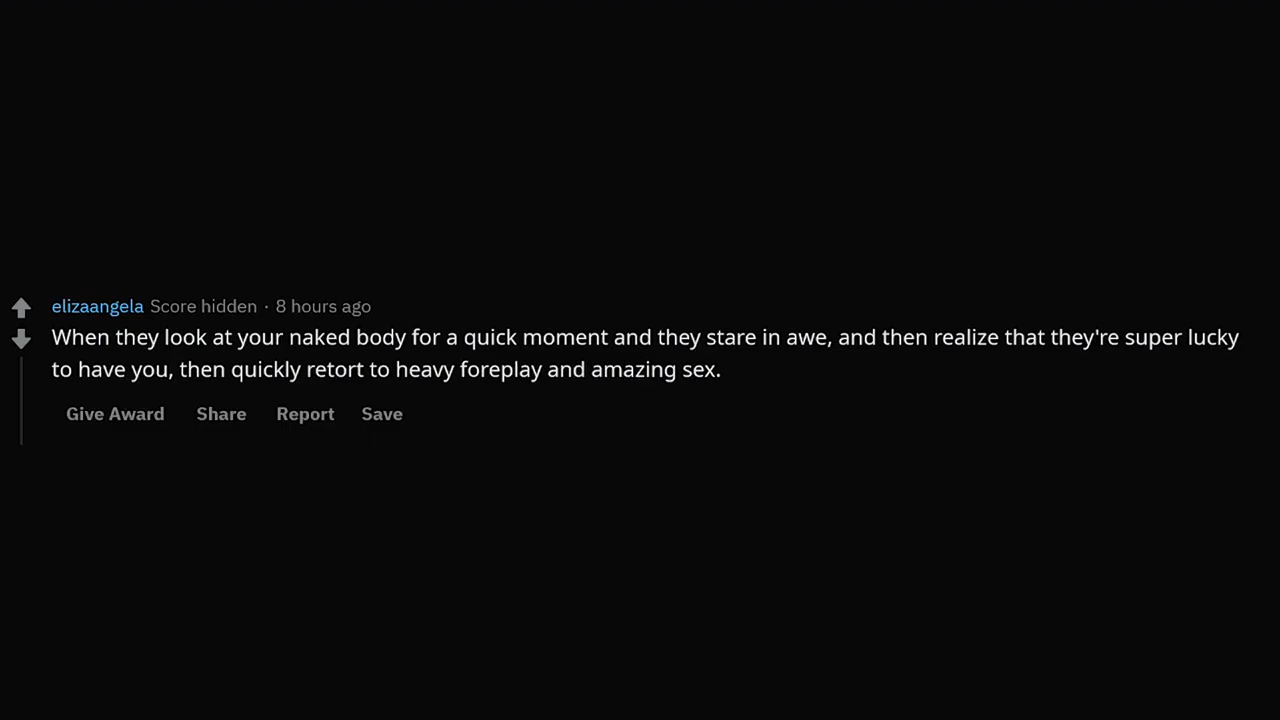 elizaangela Score hidden · 8 hours ago
When they look at your naked body for a quick moment and they stare in awe, and then realize that they're super lucky
to have you, then quickly retort to heavy foreplay and amazing sex.
Give Award Share Report Save